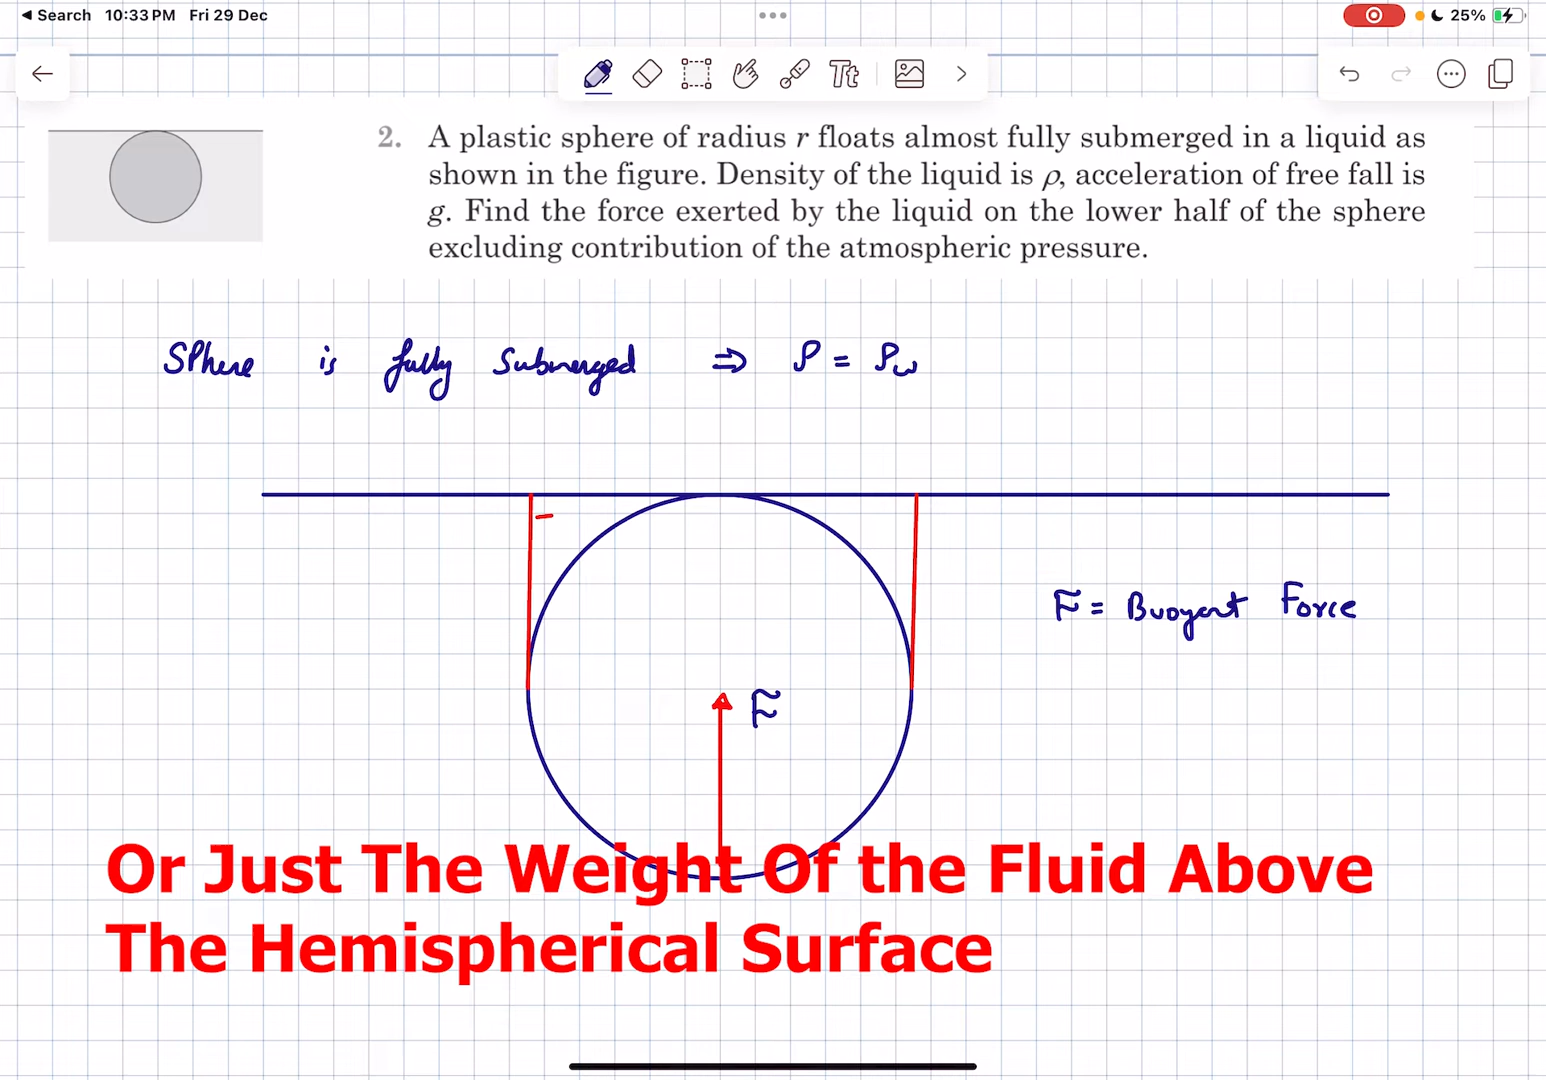 Search 10:33 PM Fri 29 Dec
25%
Tt
2. A plastic sphere of radius r floats almost fully submerged in a liquid as
shown in the figure. Density of the liquid is ρ, acceleration of free fall is
g. Find the force exerted by the liquid on the lower half of the sphere
excluding contribution of the atmospheric pressure.
Sphere is fully submerged ⇒ ρ = ρw
F = Buoyant Force
F
Or Just The Weight Of the Fluid Above
The Hemispherical Surface